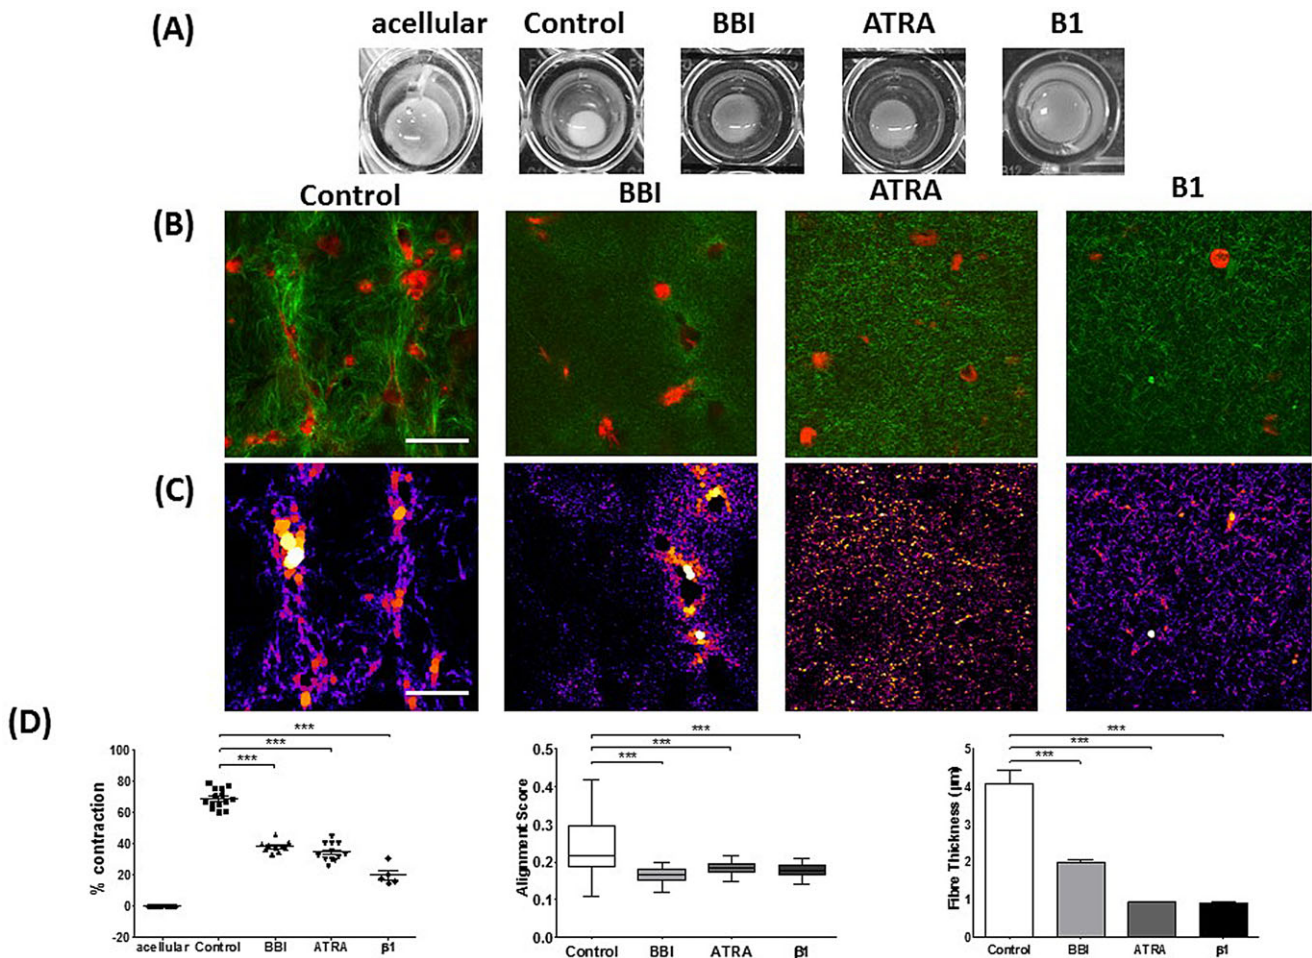 (A)
acellular Control BBI ATRA B1
Control BBI ATRA B1
(B)
(C)
(D)
*** *** ***
100
80
60
40
20
0
-20
% contraction
acellular Control BBI ATRA β1
*** *** ***
0.5
0.4
0.3
0.2
0.1
0.0
Alignment Score
Control BBI ATRA β1
*** *** ***
5
4
3
2
1
0
Fibre Thickness (µm)
Control BBI ATRA β1